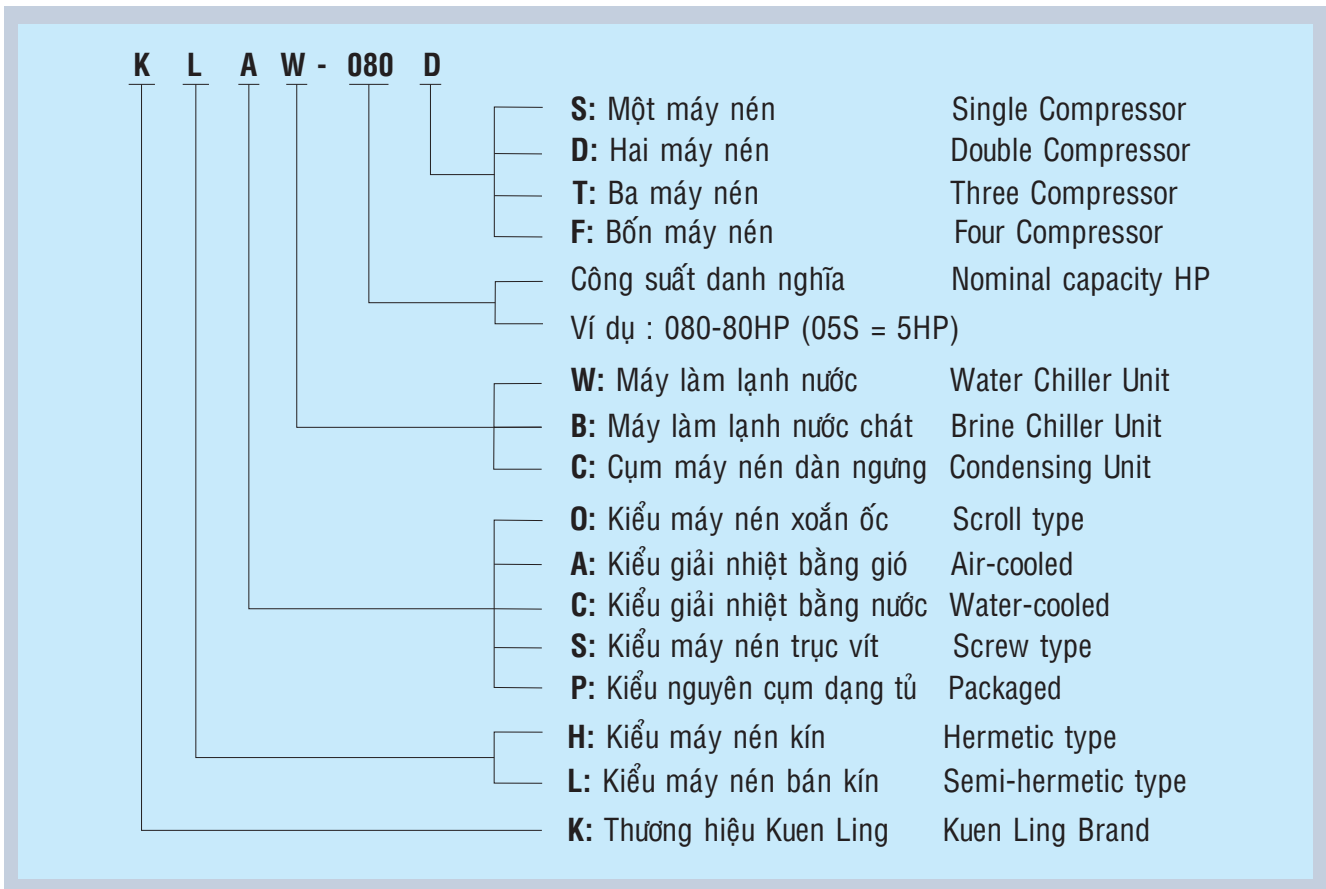 K L A W - 080 D
S: Một máy nén Single Compressor
D: Hai máy nén Double Compressor
T: Ba máy nén Three Compressor
F: Bốn máy nén Four Compressor
Công suất danh nghĩa Nominal capacity HP
Ví dụ : 080-80HP (05S = 5HP)
W: Máy làm lạnh nước Water Chiller Unit
B: Máy làm lạnh nước chát Brine Chiller Unit
C: Cụm máy nén dàn ngưng Condensing Unit
O: Kiểu máy nén xoắn ốc Scroll type
A: Kiểu giải nhiệt bằng gió Air-cooled
C: Kiểu giải nhiệt bằng nước Water-cooled
S: Kiểu máy nén trục vít Screw type
P: Kiểu nguyên cụm dạng tủ Packaged
H: Kiểu máy nén kín Hermetic type
L: Kiểu máy nén bán kín Semi-hermetic type
K: Thương hiệu Kuen Ling Kuen Ling Brand